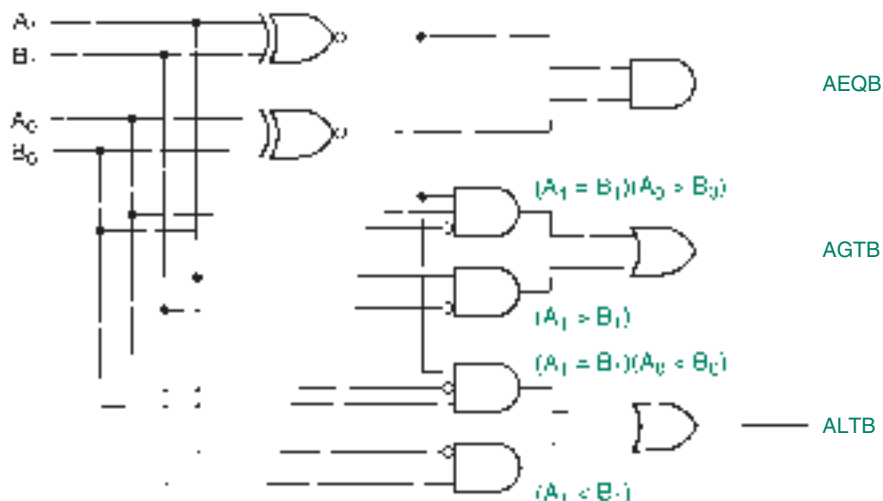 A₁
B₁
AEQB
A₀
B₀
(A₁ = B₁)(A₀ > B₀)
AGTB
(A₁ > B₁)
(A₁ = B₁)(A₀ < B₀)
ALTB
(A₁ < B₁)